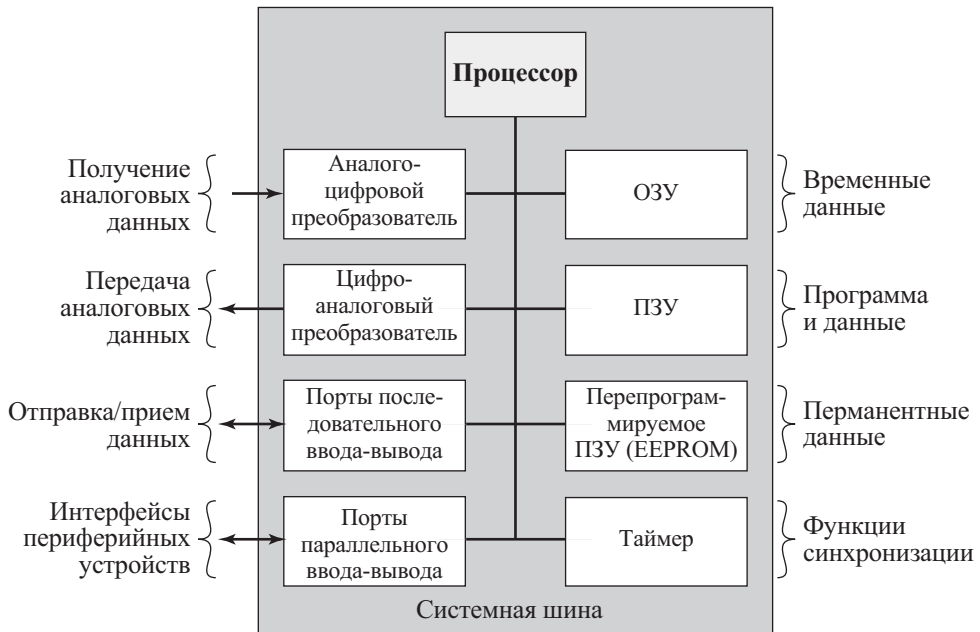 Процессор
Получение
аналоговых
данных
Аналого-
цифровой
преобразователь
ОЗУ
Временные
данные
Передача
аналоговых
данных
Цифро-
аналоговый
преобразователь
ПЗУ
Программа
и данные
Отправка/прием
данных
Порты после-
довательного
ввода-вывода
Перепрограм-
мируемое
ПЗУ (EEPROM)
Перманентные
данные
Интерфейсы
периферийных
устройств
Порты
параллельного
ввода-вывода
Таймер
Функции
синхронизации
Системная шина